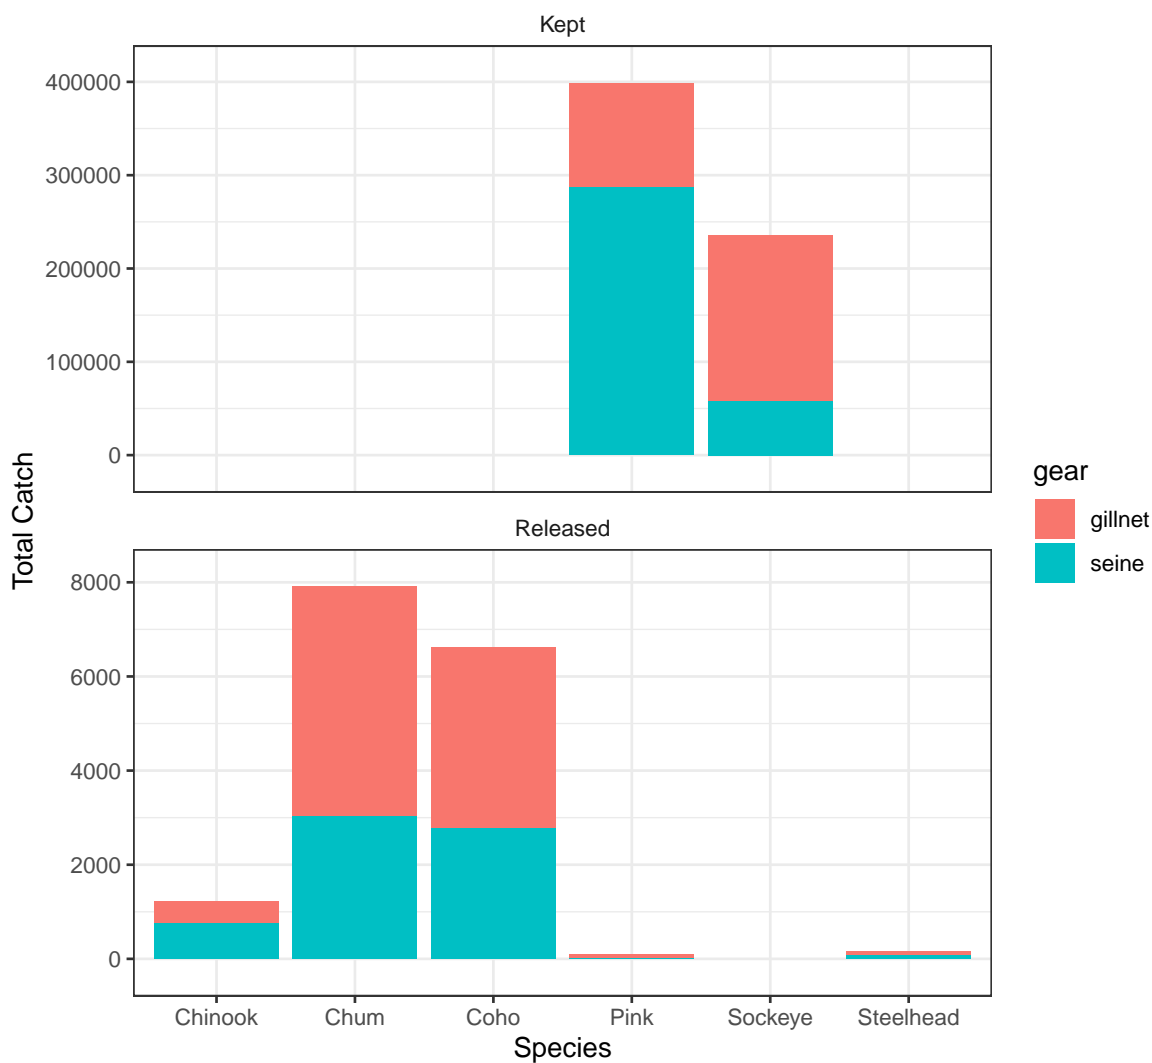 Kept
400000
300000
200000
100000
0
Total Catch
Released
8000
6000
4000
2000
0
Chinook Chum Coho Pink Sockeye Steelhead
Species
gear
gillnet
seine